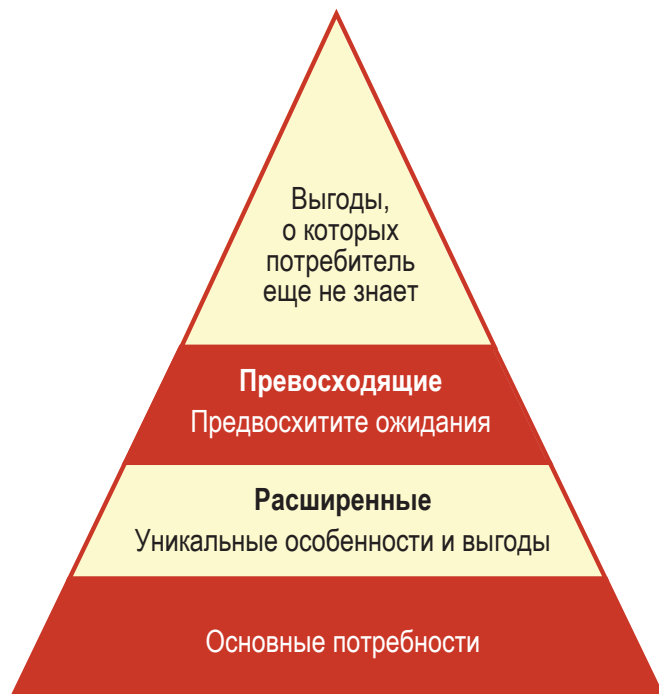 Выгоды,
о которых
потребитель
еще не знает
Превосходящие
Предвосхитите ожидания
Расширенные
Уникальные особенности и выгоды
Основные потребности